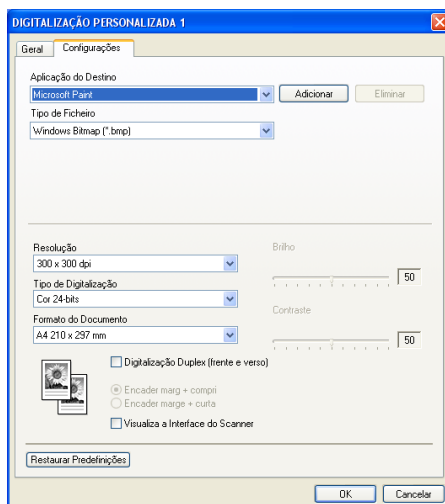 DIGITALIZAÇÃO PERSONALIZADA 1
Geral
Configurações
Aplicação do Destino
Microsoft Paint
Adicionar
Eliminar
Tipo de Ficheiro
Windows Bitmap (*.bmp)
Resolução
300 x 300 dpi
Brilho
50
Tipo de Digitalização
Cor 24-bits
Contraste
Formato do Documento
A4 210 x 297 mm
50
Digitalização Duplex (frente e verso)
Encader marg + compri
Encader marge + curta
Visualiza a Interface do Scanner
Restaurar Predefinições
OK
Cancelar